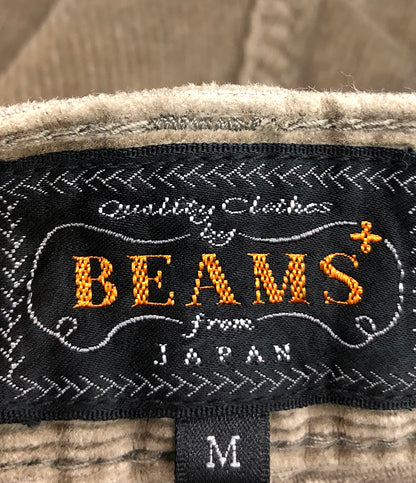 Quality Clothes
by
BEAMS+
from
JAPAN
M